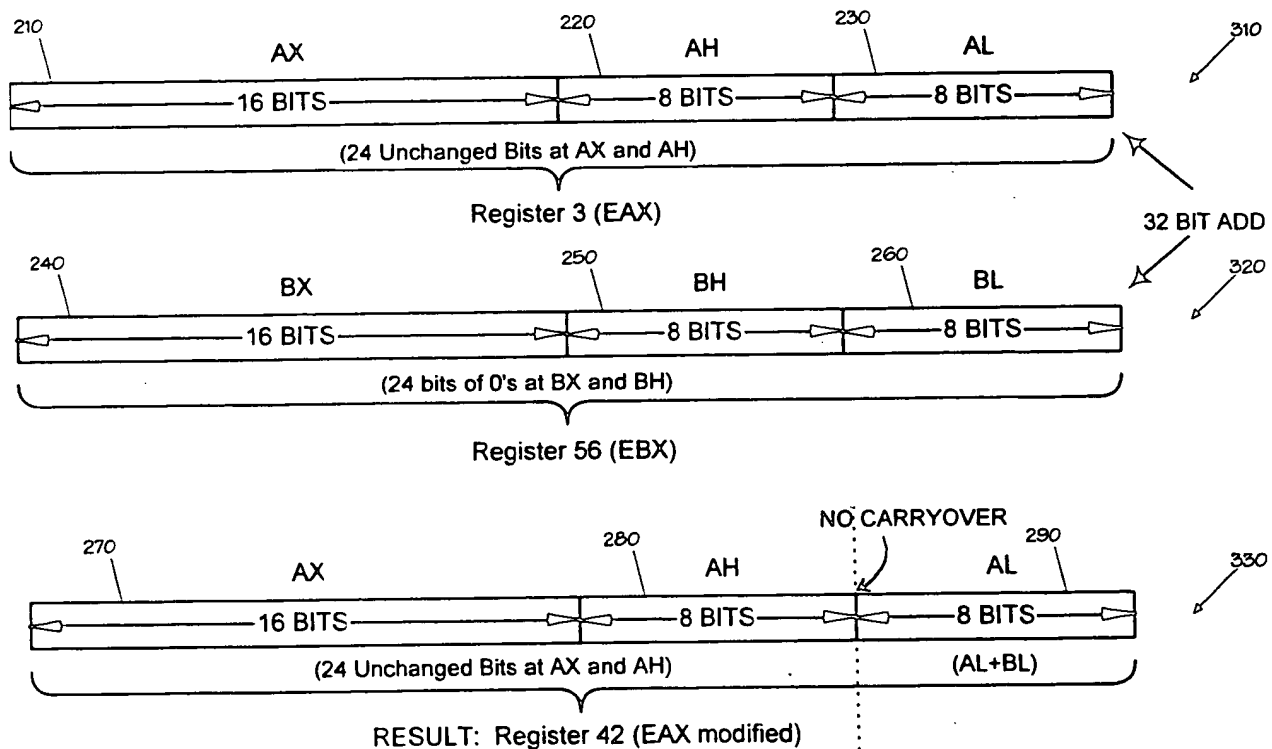 210 220 230 310
AX AH AL
16 BITS 8 BITS 8 BITS
(24 Unchanged Bits at AX and AH)
Register 3 (EAX)
32 BIT ADD
240 250 260 320
BX BH BL
16 BITS 8 BITS 8 BITS
(24 bits of 0's at BX and BH)
Register 56 (EBX)
NO CARRYOVER
270 280 290 330
AX AH AL
16 BITS 8 BITS 8 BITS
(24 Unchanged Bits at AX and AH) (AL+BL)
RESULT: Register 42 (EAX modified)